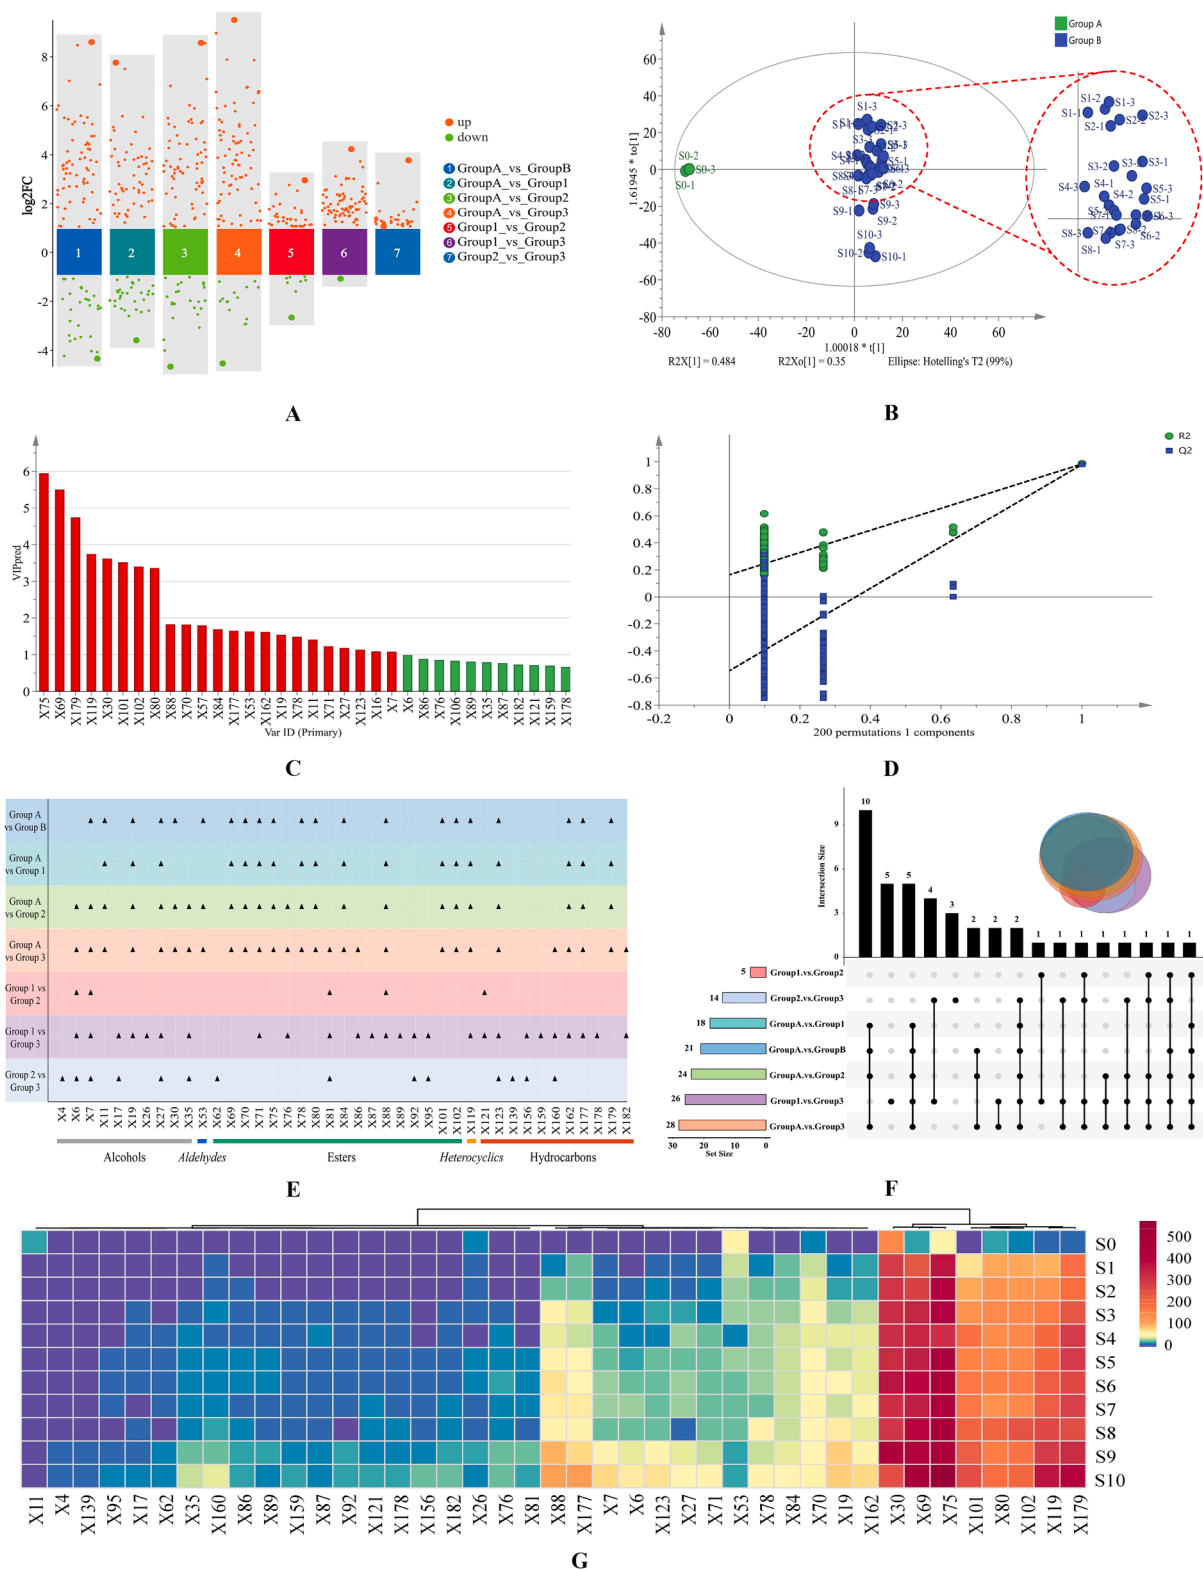 log2FC
8
6
4
2
0
-2
-4
1
2
3
4
5
6
7
up
down
1 GroupA_vs_GroupB
2 GroupA_vs_Group1
3 GroupA_vs_Group2
4 GroupA_vs_Group3
5 Group1_vs_Group2
6 Group1_vs_Group3
7 Group2_vs_Group3
A
Group A
Group B
1.61945 * to[1]
60
40
20
0
-20
-40
-60
-80
-80
-60
-40
-20
0
20
40
60
1.00018 * t[1]
R2X[1] = 0.484
R2Xo[1] = 0.35
Ellipse: Hotelling's T2 (99%)
S0-2
S0-3
S0-1
S1-3
S9-1
S9-3
S9-2
S10-3
S10-2
S10-1
S1-2
S1-3
S1-1
S2-3
S2-2
S2-1
S3-2
S3-1
S4-3
S4-1
S4-2
S5-3
S5-1
S6-3
S6-2
S8-3
S8-2
S7-3
S8-1
B
VIPpred
6
5
4
3
2
1
0
X75 X69 X179 X119 X30 X101 X102 X80 X88 X70 X57 X84 X177 X53 X162 X19 X78 X11 X71 X27 X123 X16 X7 X6 X86 X76 X106 X89 X35 X87 X182 X121 X159 X178
Var ID (Primary)
C
R2
Q2
1
0.8
0.6
0.4
0.2
0
-0.2
-0.4
-0.6
-0.8
-0.2
0
0.2
0.4
0.6
0.8
1
200 permutations 1 components
D
Group A
vs Group B
Group A
vs Group 1
Group A
vs Group 2
Group A
vs Group 3
Group 1 vs
Group 2
Group 1 vs
Group 3
Group 2 vs
Group 3
X4 X6 X7 X11 X17 X19 X26 X27 X30 X35 X53 X62 X69 X70 X71 X75 X76 X78 X80 X81 X84 X86 X87 X88 X89 X92 X95 X101 X102 X119 X121 X123 X139 X156 X159 X160 X162 X177 X178 X179 X182
Alcohols
Aldehydes
Esters
Heterocyclics
Hydrocarbons
E
Intersection Size
9
6
3
0
10
5
5
4
3
2
2
2
1
1
1
1
1
1
1
1
5 Group1.vs.Group2
14 Group2.vs.Group3
18 GroupA.vs.Group1
21 GroupA.vs.GroupB
24 GroupA.vs.Group2
26 Group1.vs.Group3
28 GroupA.vs.Group3
30
20
10
0
Set Size
F
S0
S1
S2
S3
S4
S5
S6
S7
S8
S9
S10
500
400
300
200
100
0
X11 X4 X139 X95 X17 X62 X35 X160 X86 X89 X159 X87 X92 X121 X178 X156 X182 X26 X76 X81 X88 X177 X7 X6 X123 X27 X71 X53 X78 X84 X70 X19 X162 X30 X69 X75 X101 X80 X102 X119 X179
G